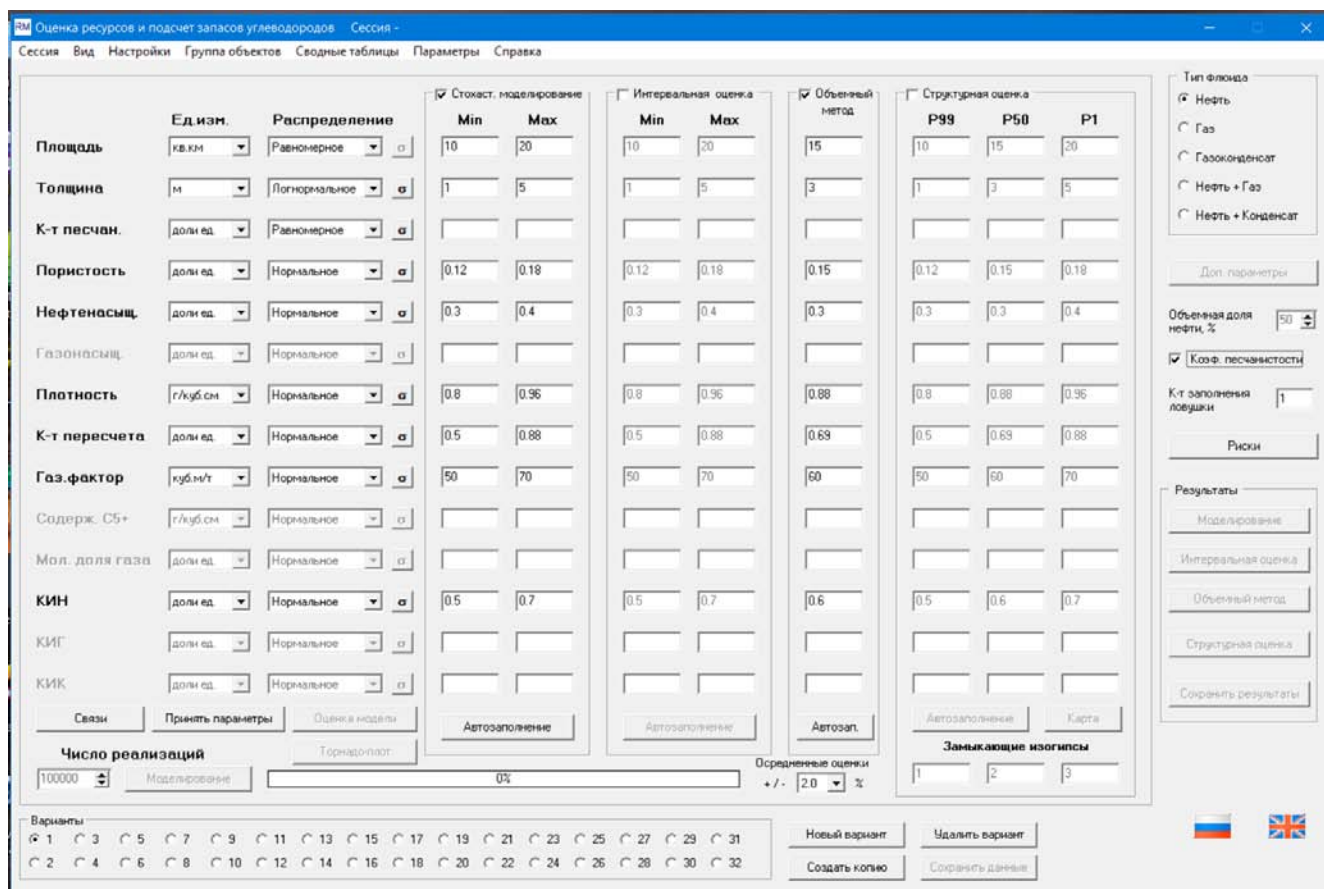 RM Оценка ресурсов и подсчет запасов углеводородов Сессия -
Сессия Вид Настройки Группа объектов Сводные таблицы Параметры Справка
Стохаст. моделирование Интервальная оценка Объемный метод Структурная оценка
Ед.изм. Распределение Min Max Min Max P99 P50 P1
Площадь кв.км Равномерное σ 10 20 10 20 15 10 15 20
Толщина м Логнормальное σ 1 5 1 5 3 1 3 5
К-т песчан. доли ед. Равномерное σ
Пористость доли ед. Нормальное σ 0.12 0.18 0.12 0.18 0.15 0.12 0.15 0.18
Нефтенасыщ. доли ед. Нормальное σ 0.3 0.4 0.3 0.4 0.3 0.3 0.3 0.4
Газонасыщ. доли ед. Нормальное σ
Плотность г/куб.см Нормальное σ 0.8 0.96 0.8 0.96 0.88 0.8 0.88 0.96
К-т пересчета доли ед. Нормальное σ 0.5 0.88 0.5 0.88 0.69 0.5 0.69 0.88
Газ.фактор куб.м/т Нормальное σ 50 70 50 70 60 50 60 70
Содерж. С5+ г/куб.см Нормальное σ
Мол. доля газа доли ед. Нормальное σ
КИН доли ед. Нормальное σ 0.5 0.7 0.5 0.7 0.6 0.5 0.6 0.7
КИГ доли ед. Нормальное σ
КИК доли ед. Нормальное σ
Связи Принять параметры Оценка модели Автозаполнение Автозаполнение Автозап. Автозаполнение Карта
Число реализаций Торнадо-плот Замыкающие изогипсы
100000 Моделирование 0% Осредненные оценки +/- 2.0 % 1 2 3
Тип флюида
Нефть
Газ
Газоконденсат
Нефть + Газ
Нефть + Конденсат
Доп. параметры
Объемная доля
нефти, % 50
Коэф. песчанистости
К-т заполнения
ловушки 1
Риски
Результаты
Моделирование
Интервальная оценка
Объемный метод
Структурная оценка
Сохранить результаты
Варианты
1 3 5 7 9 11 13 15 17 19 21 23 25 27 29 31
2 4 6 8 10 12 14 16 18 20 22 24 26 28 30 32
Новый вариант Удалить вариант
Создать копию Сохранить данные